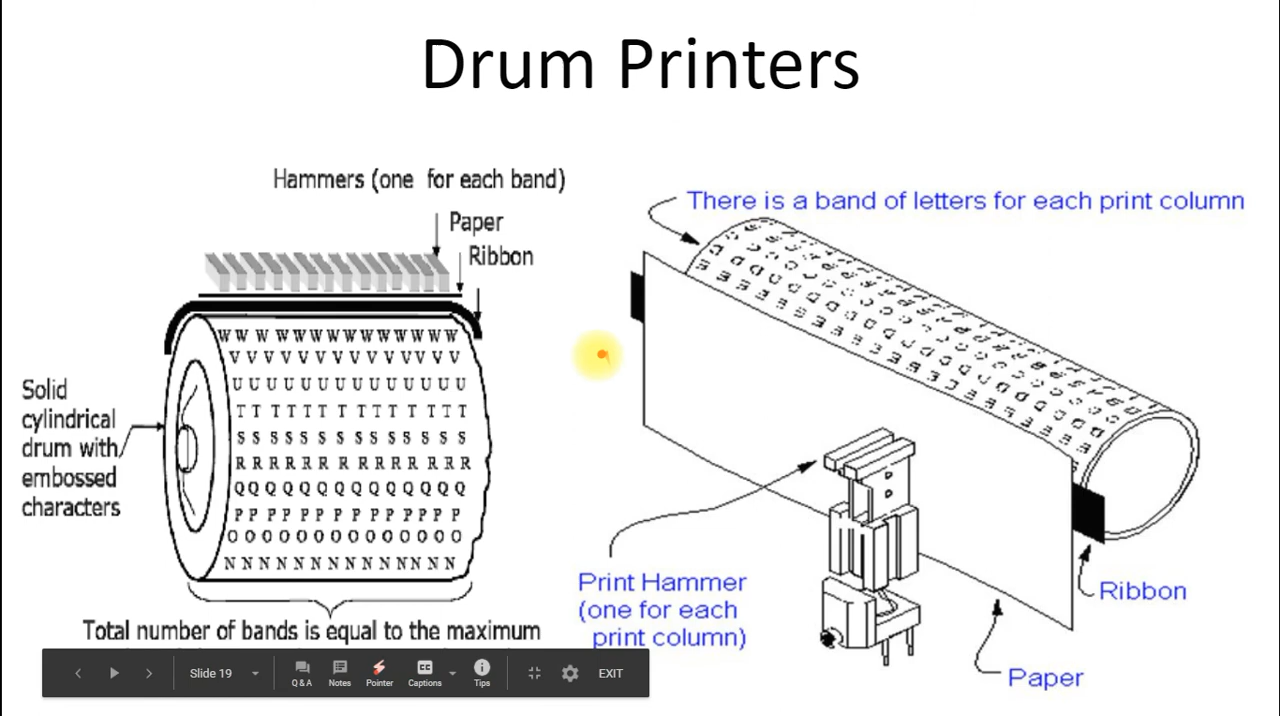 Drum Printers
Hammers (one for each band)
Paper
Ribbon
Solid
cylindrical
drum with
embossed
characters
W W W W W W W W W W W W W W
V V V V V V V V V V V V V V
U U U U U U U U U U U U U U
T T T T T T T T T T T T T
S S S S S S S S S S S S S S
R R R R R R R R R R R R R R
Q Q Q Q Q Q Q Q Q Q Q Q Q Q
P P P P P P P P P P P P P P
O O O O O O O O O O O O O O
N N N N N N N N N N N N N N
Total number of bands is equal to the maximum
There is a band of letters for each print column
Print Hammer
(one for each
print column)
Ribbon
Paper
Slide 19
Q & A
Notes
Pointer
CC
Captions
Tips
EXIT